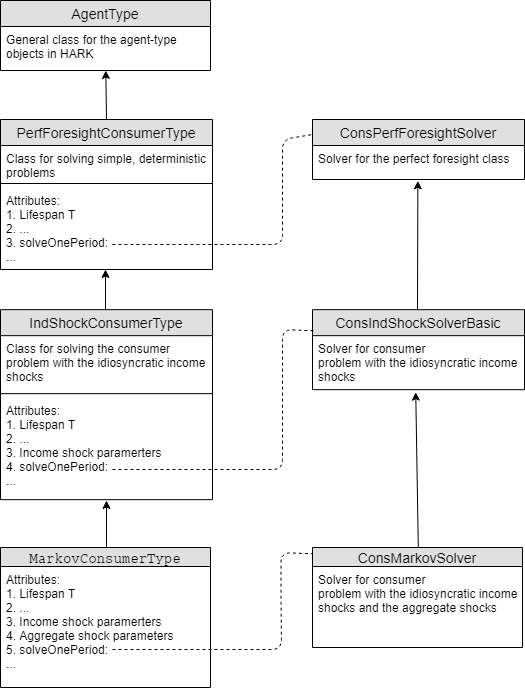 AgentType
General class for the agent-type
objects in HARK
PerfForesightConsumerType
Class for solving simple, deterministic
problems
Attributes:
1. Lifespan T
2. ...
3. solveOnePeriod:
...
ConsPerfForesightSolver
Solver for the perfect foresight class
IndShockConsumerType
Class for solving the consumer
problem with the idiosyncratic income
shocks
Attributes:
1. Lifespan T
2. ...
3. Income shock paramerters
4. solveOnePeriod:
...
ConsIndShockSolverBasic
Solver for consumer
problem with the idiosyncratic income
shocks
MarkovConsumerType
Attributes:
1. Lifespan T
2. ...
3. Income shock paramerters
4. Aggregate shock parameters
5. solveOnePeriod:
...
ConsMarkovSolver
Solver for consumer
problem with the idiosyncratic income
shocks and the aggregate shocks